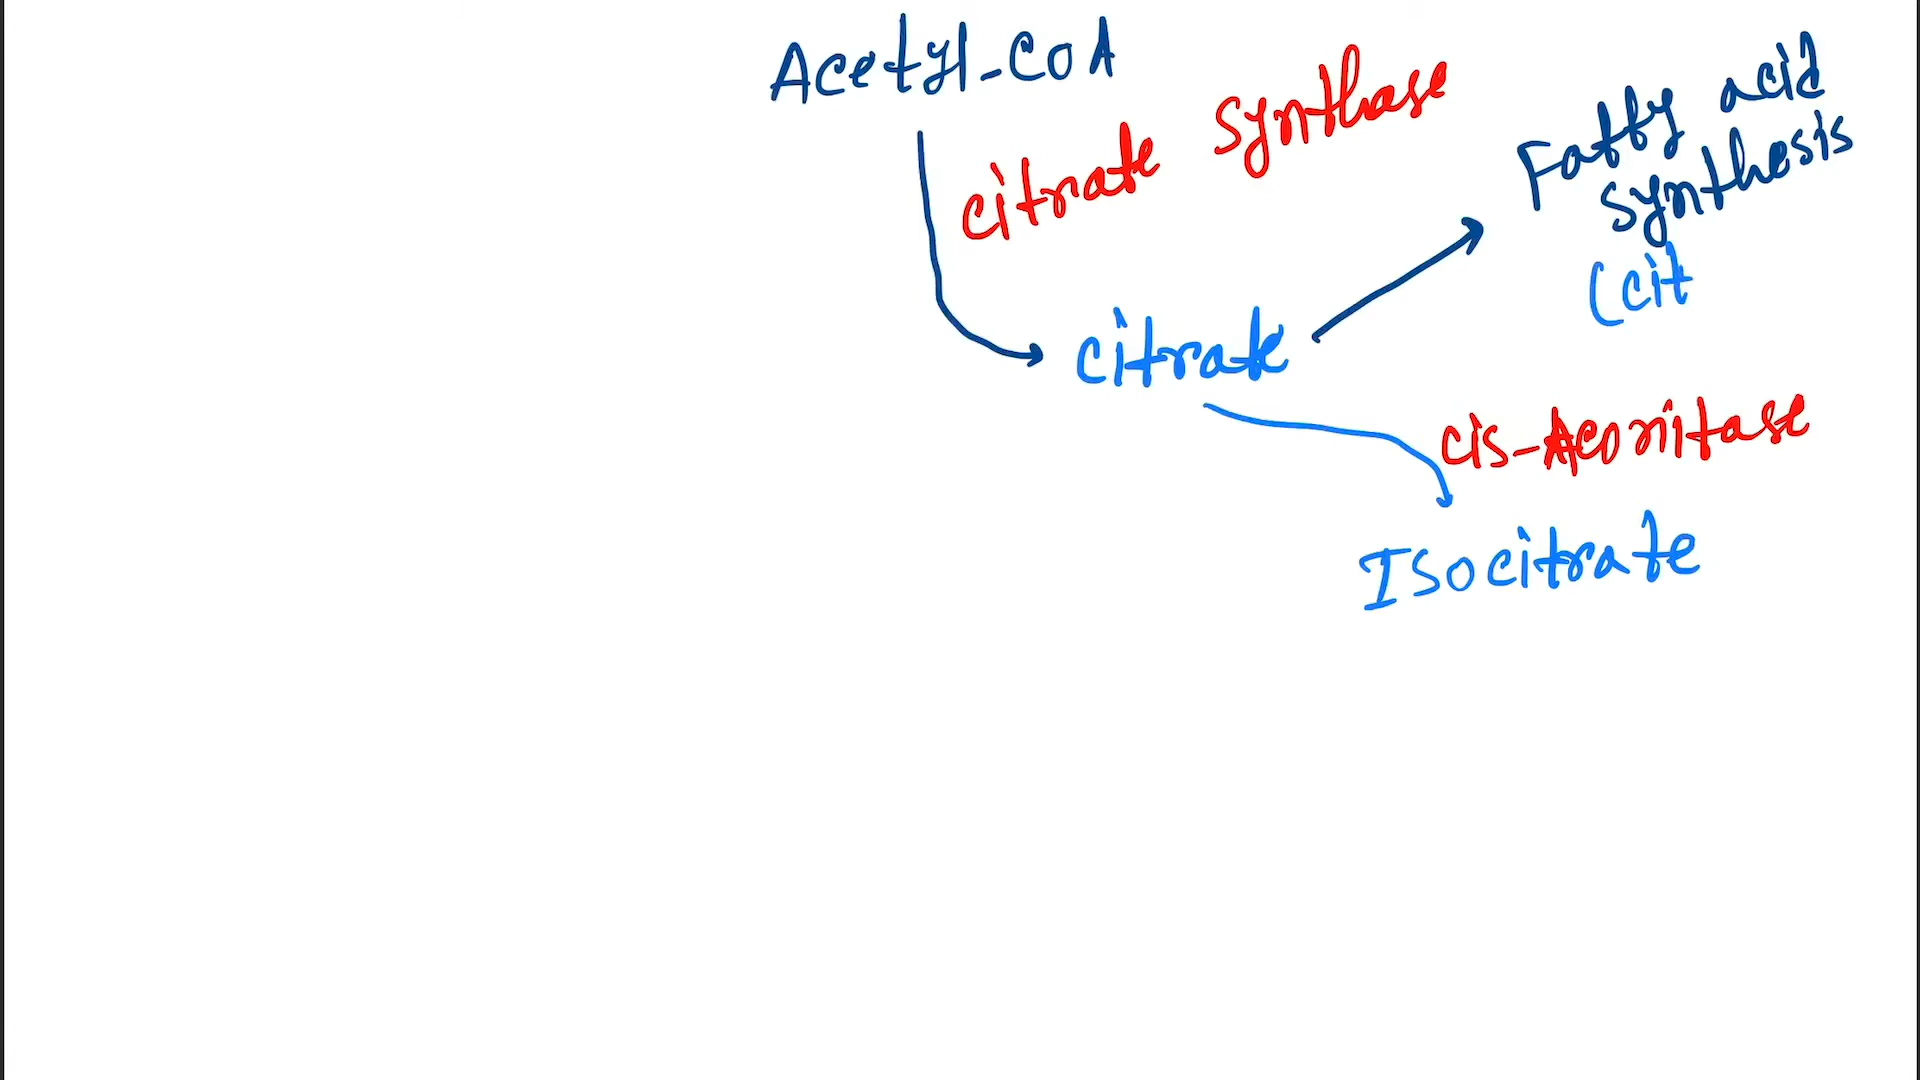 Acetyl-CoA
citrate synthase
Fatty acid
synthesis
(cit
citrate
cis-Aconitase
Isocitrate